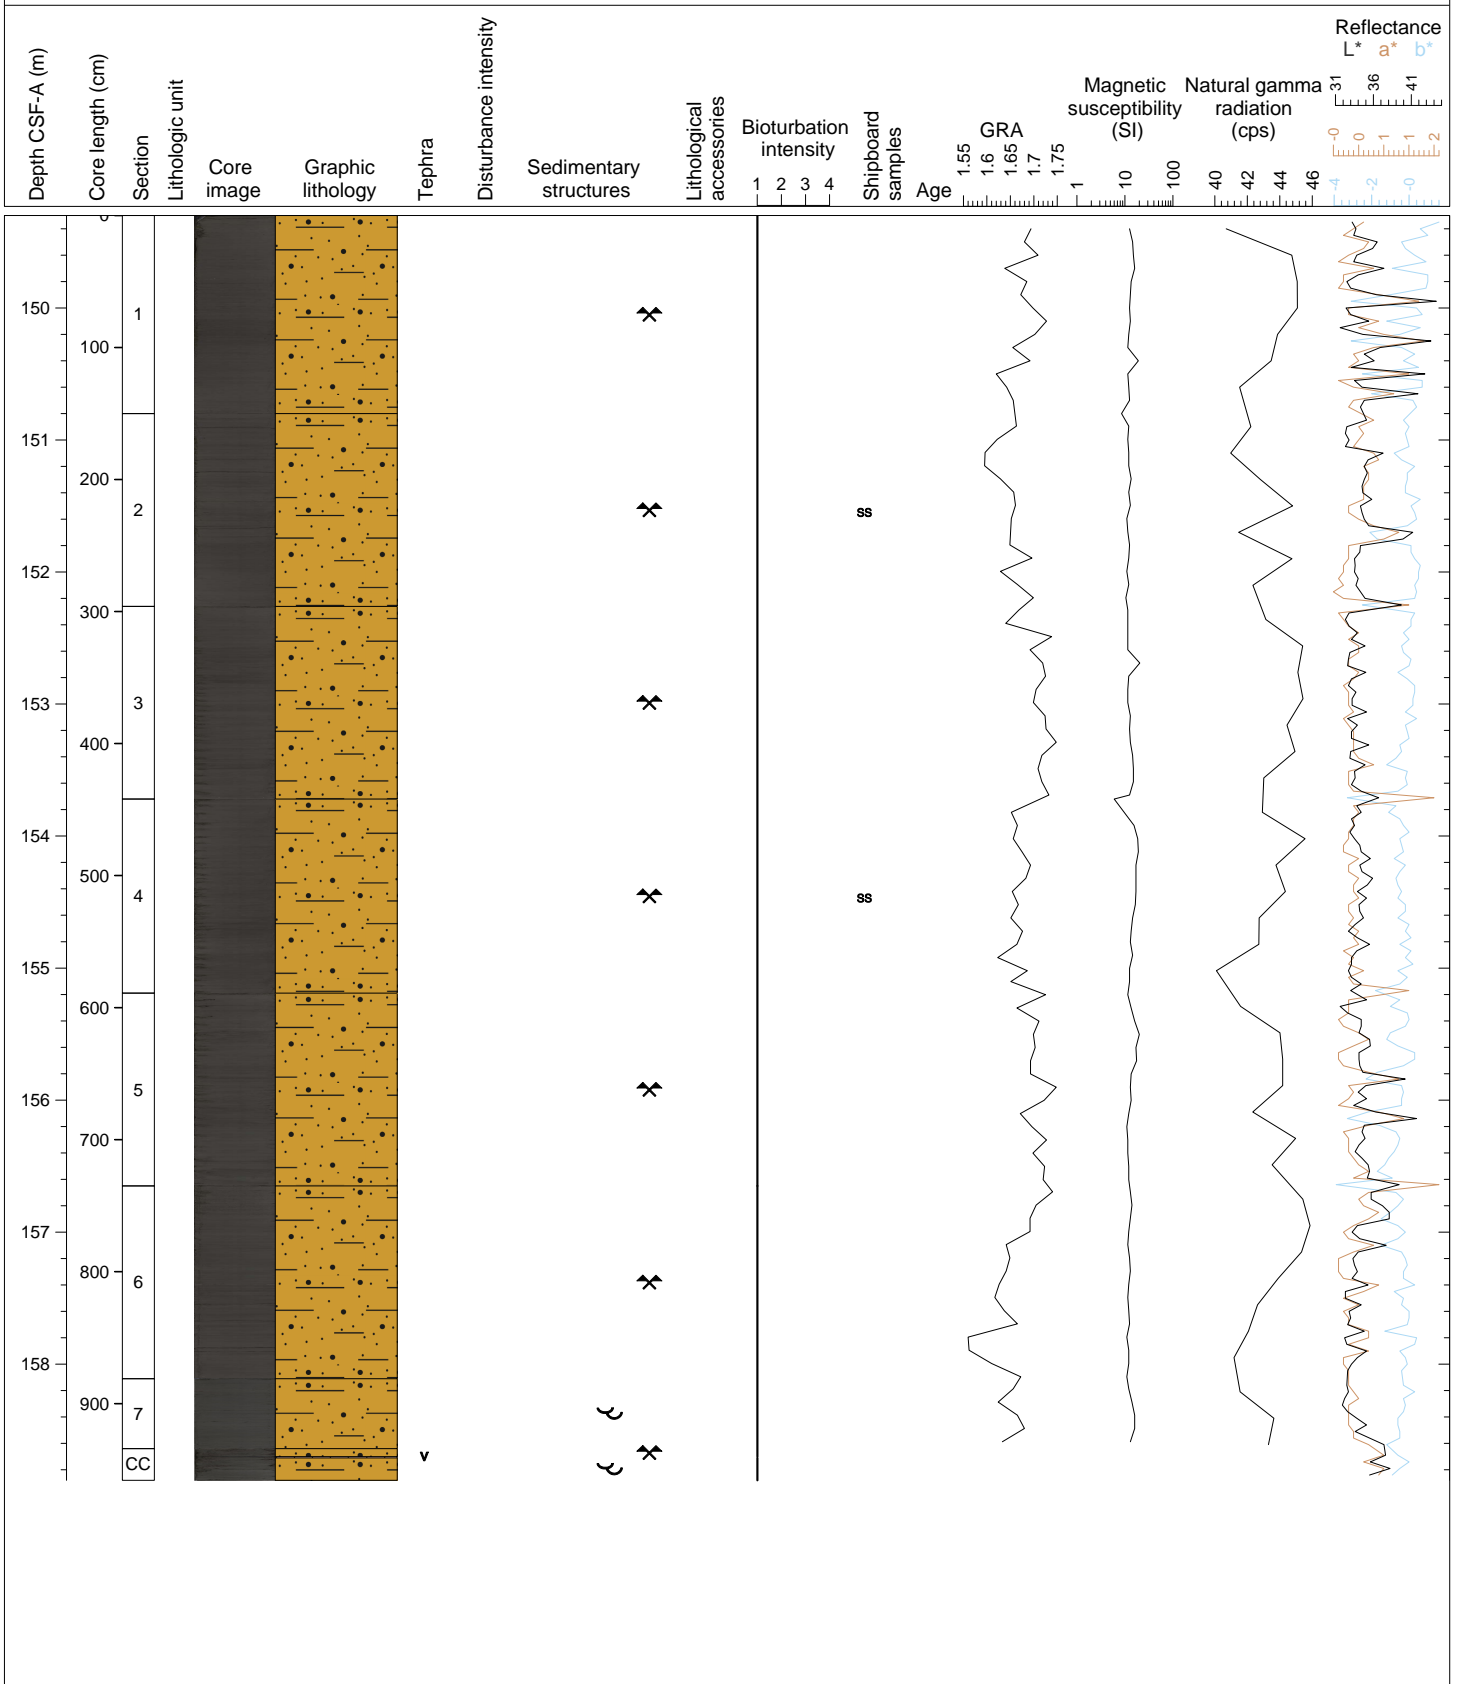 Depth CSF-A (m)
Core length (cm)
Section
Lithologic unit
Core
image
Graphic
lithology
Tephra
Disturbance intensity
Sedimentary
structures
Lithological
accessories
Bioturbation
intensity
1 2 3 4
Shipboard
samples
Age
GRA
1.55 1.6 1.65 1.7 1.75
Magnetic
susceptibility
(SI)
1 10 100
Natural gamma
radiation
(cps)
40 42 44 46
Reflectance
L* a* b*
31 36 41
-0 0 1 1 2
-4 -2 -0
0
150
1
100
151
200
2
ss
152
300
153
3
400
154
500
4
ss
155
600
5
156
700
157
800
6
158
900
7
v
CC